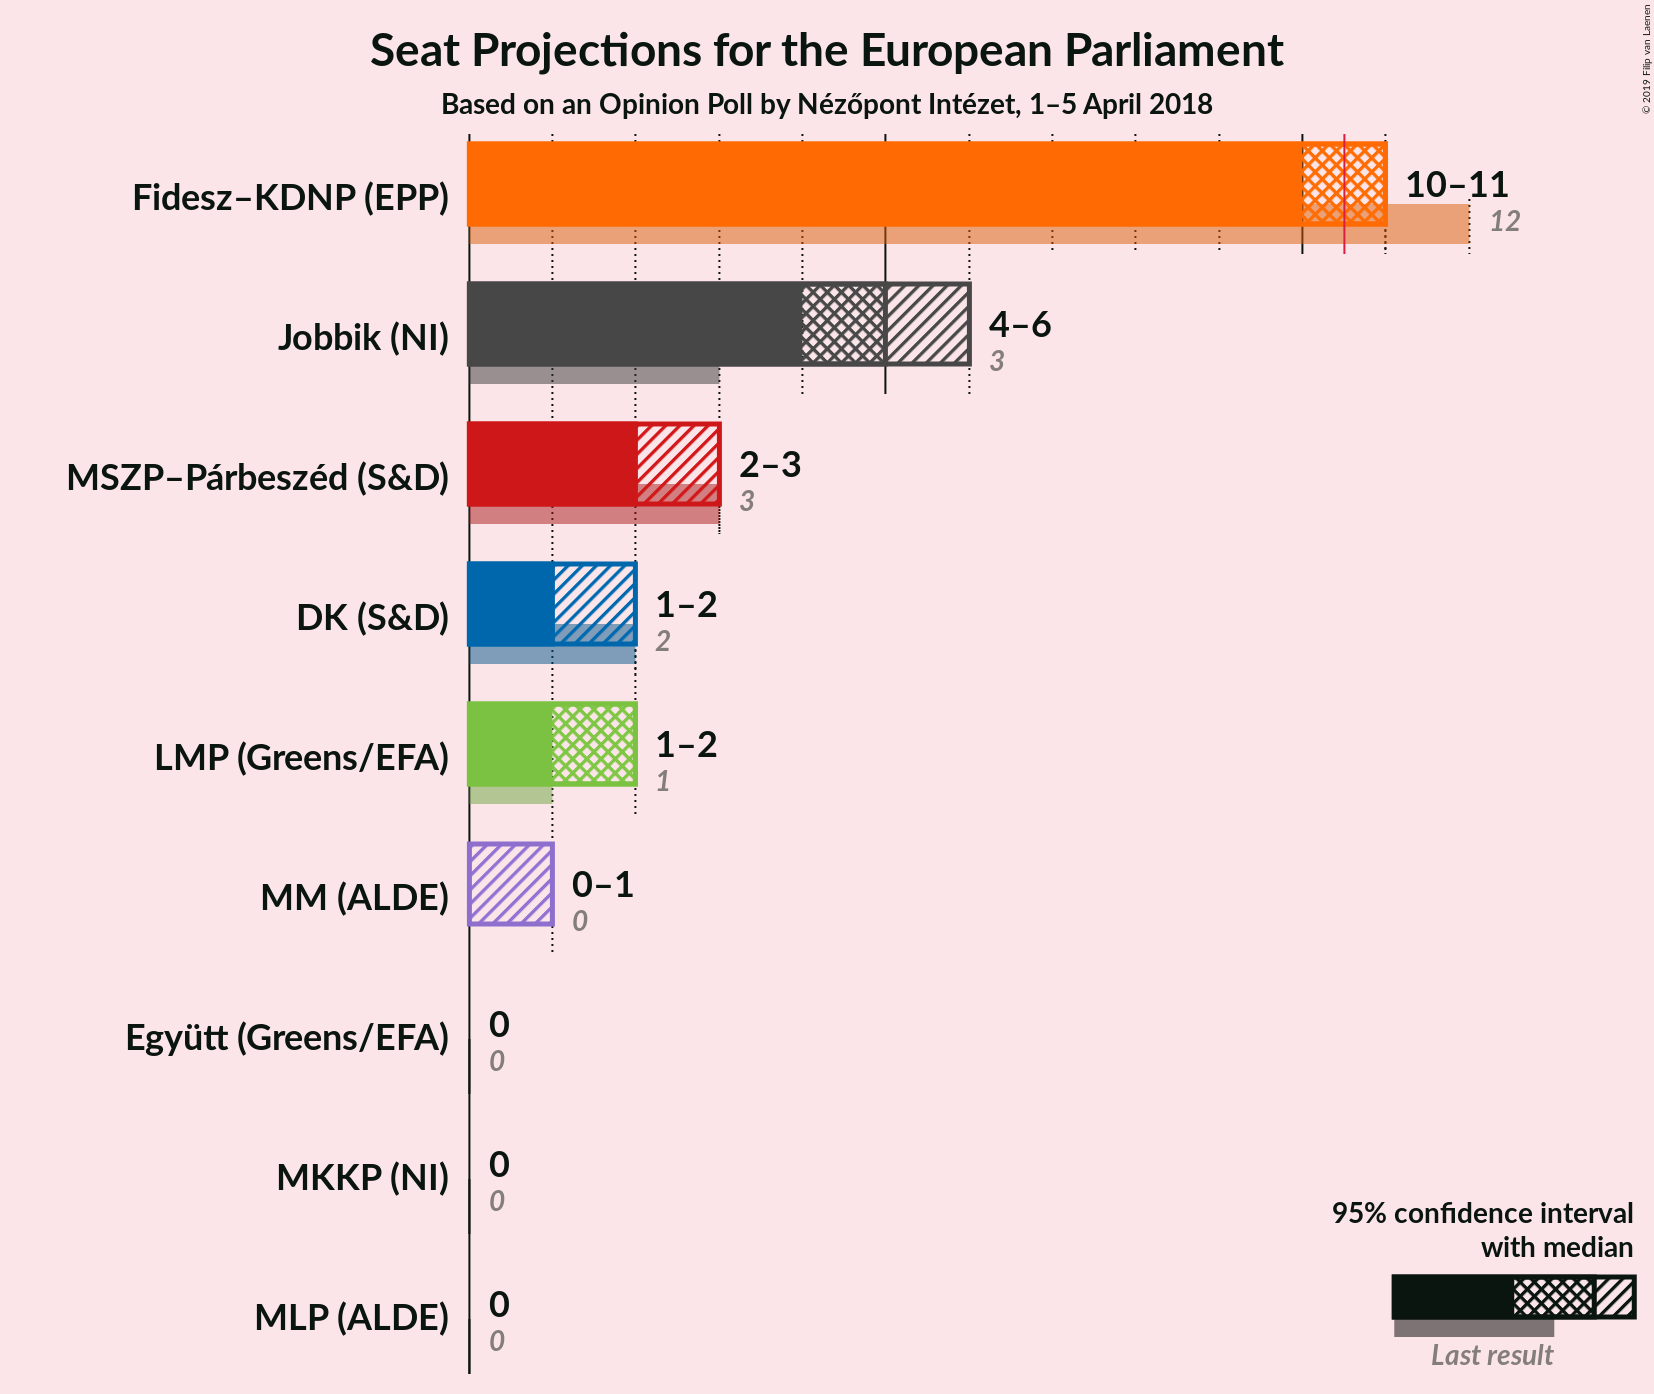 Seat Projections for the European Parliament
Based on an Opinion Poll by Nézőpont Intézet, 1–5 April 2018
© 2019 Filip van Laenen
Fidesz–KDNP (EPP)
10–11
12
Jobbik (NI)
4–6
3
MSZP–Párbeszéd (S&D)
2–3
3
DK (S&D)
1–2
2
LMP (Greens/EFA)
1–2
1
MM (ALDE)
0–1
0
Együtt (Greens/EFA)
0
0
MKKP (NI)
0
0
MLP (ALDE)
0
0
95% confidence interval
with median
Last result